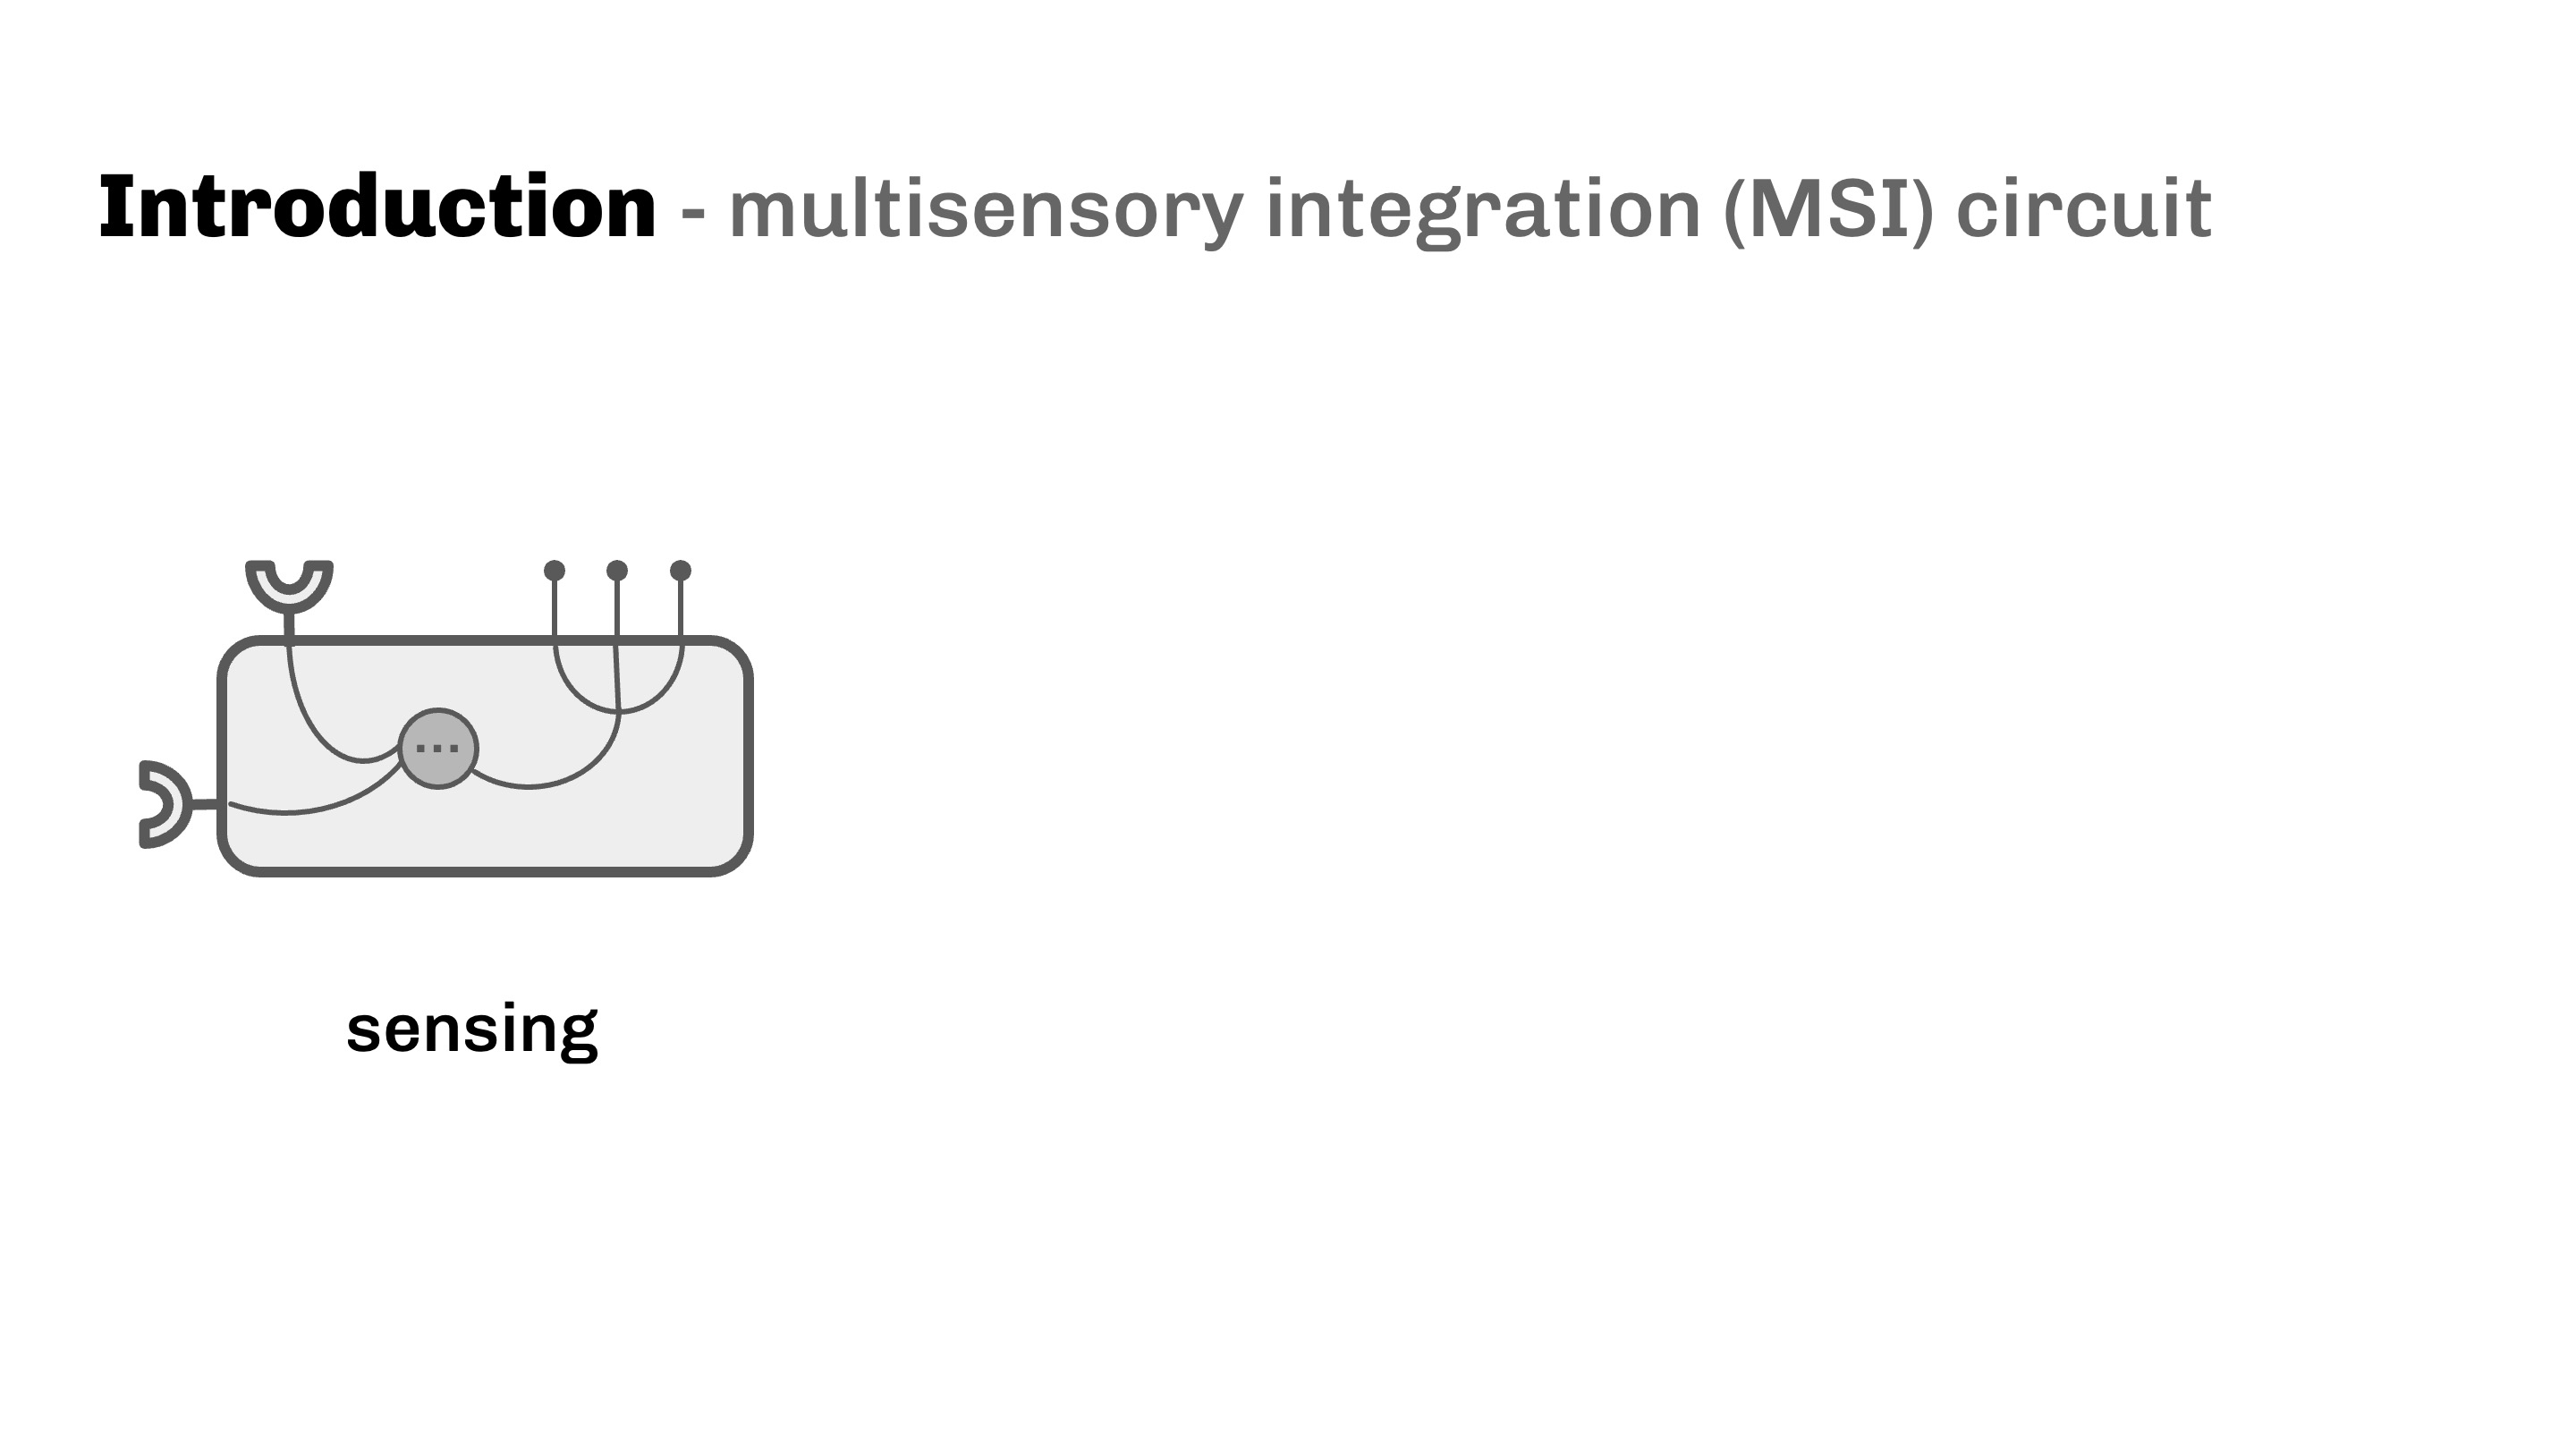 Introduction - multisensory integration (MSI) circuit
...
sensing